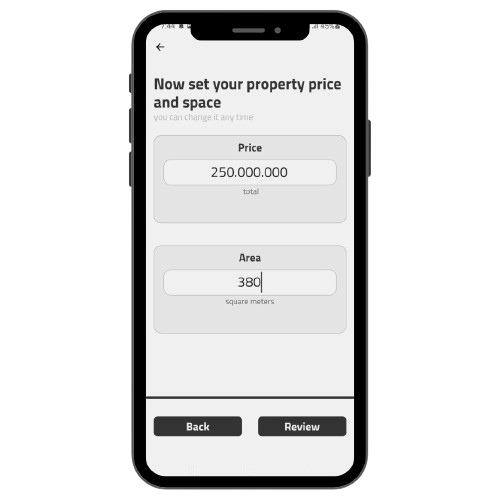 Now set your property price
and space
you can change it any time
Price
250.000.000
total
Area
380
square meters
Back
Review